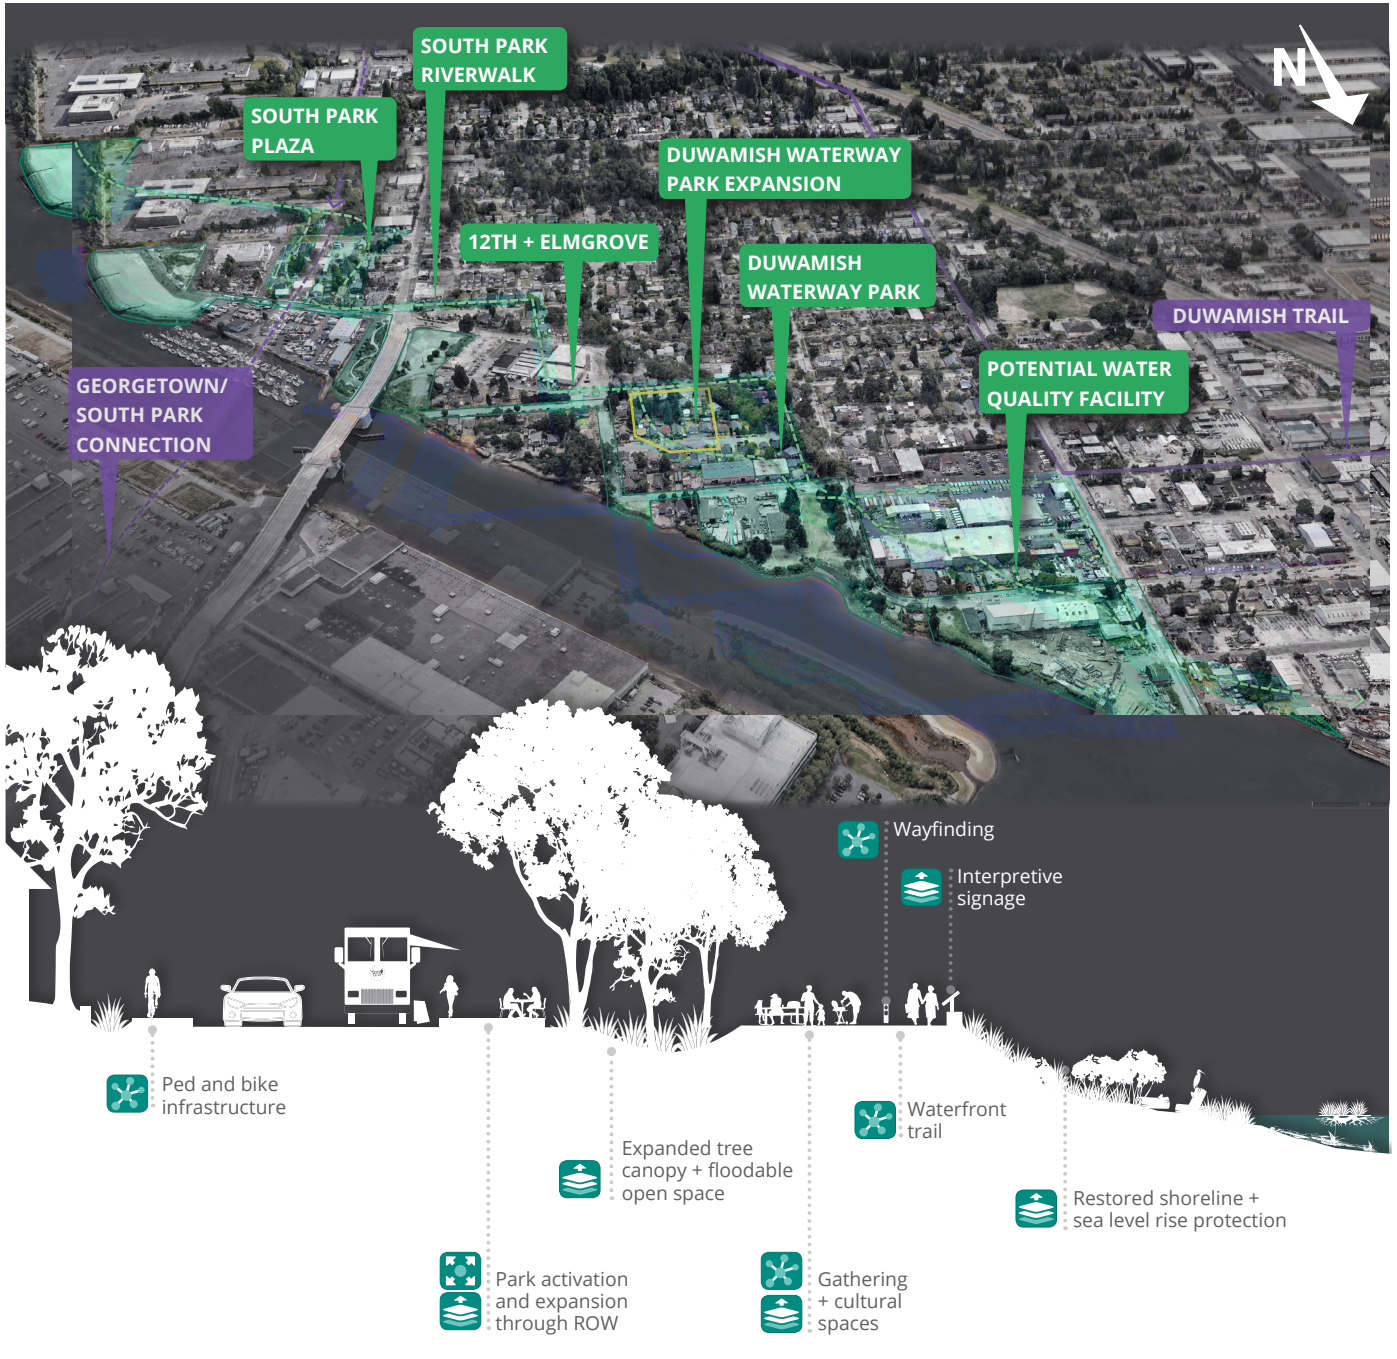 SOUTH PARK
RIVERWALK
N
SOUTH PARK
PLAZA
DUWAMISH WATERWAY
PARK EXPANSION
12TH + ELMGROVE
DUWAMISH
WATERWAY PARK
DUWAMISH TRAIL
POTENTIAL WATER
QUALITY FACILITY
GEORGETOWN/
SOUTH PARK
CONNECTION
Wayfinding
Interpretive
signage
Ped and bike
infrastructure
Waterfront
trail
Expanded tree
canopy + floodable
open space
Restored shoreline +
sea level rise protection
Park activation
and expansion
through ROW
Gathering
+ cultural
spaces